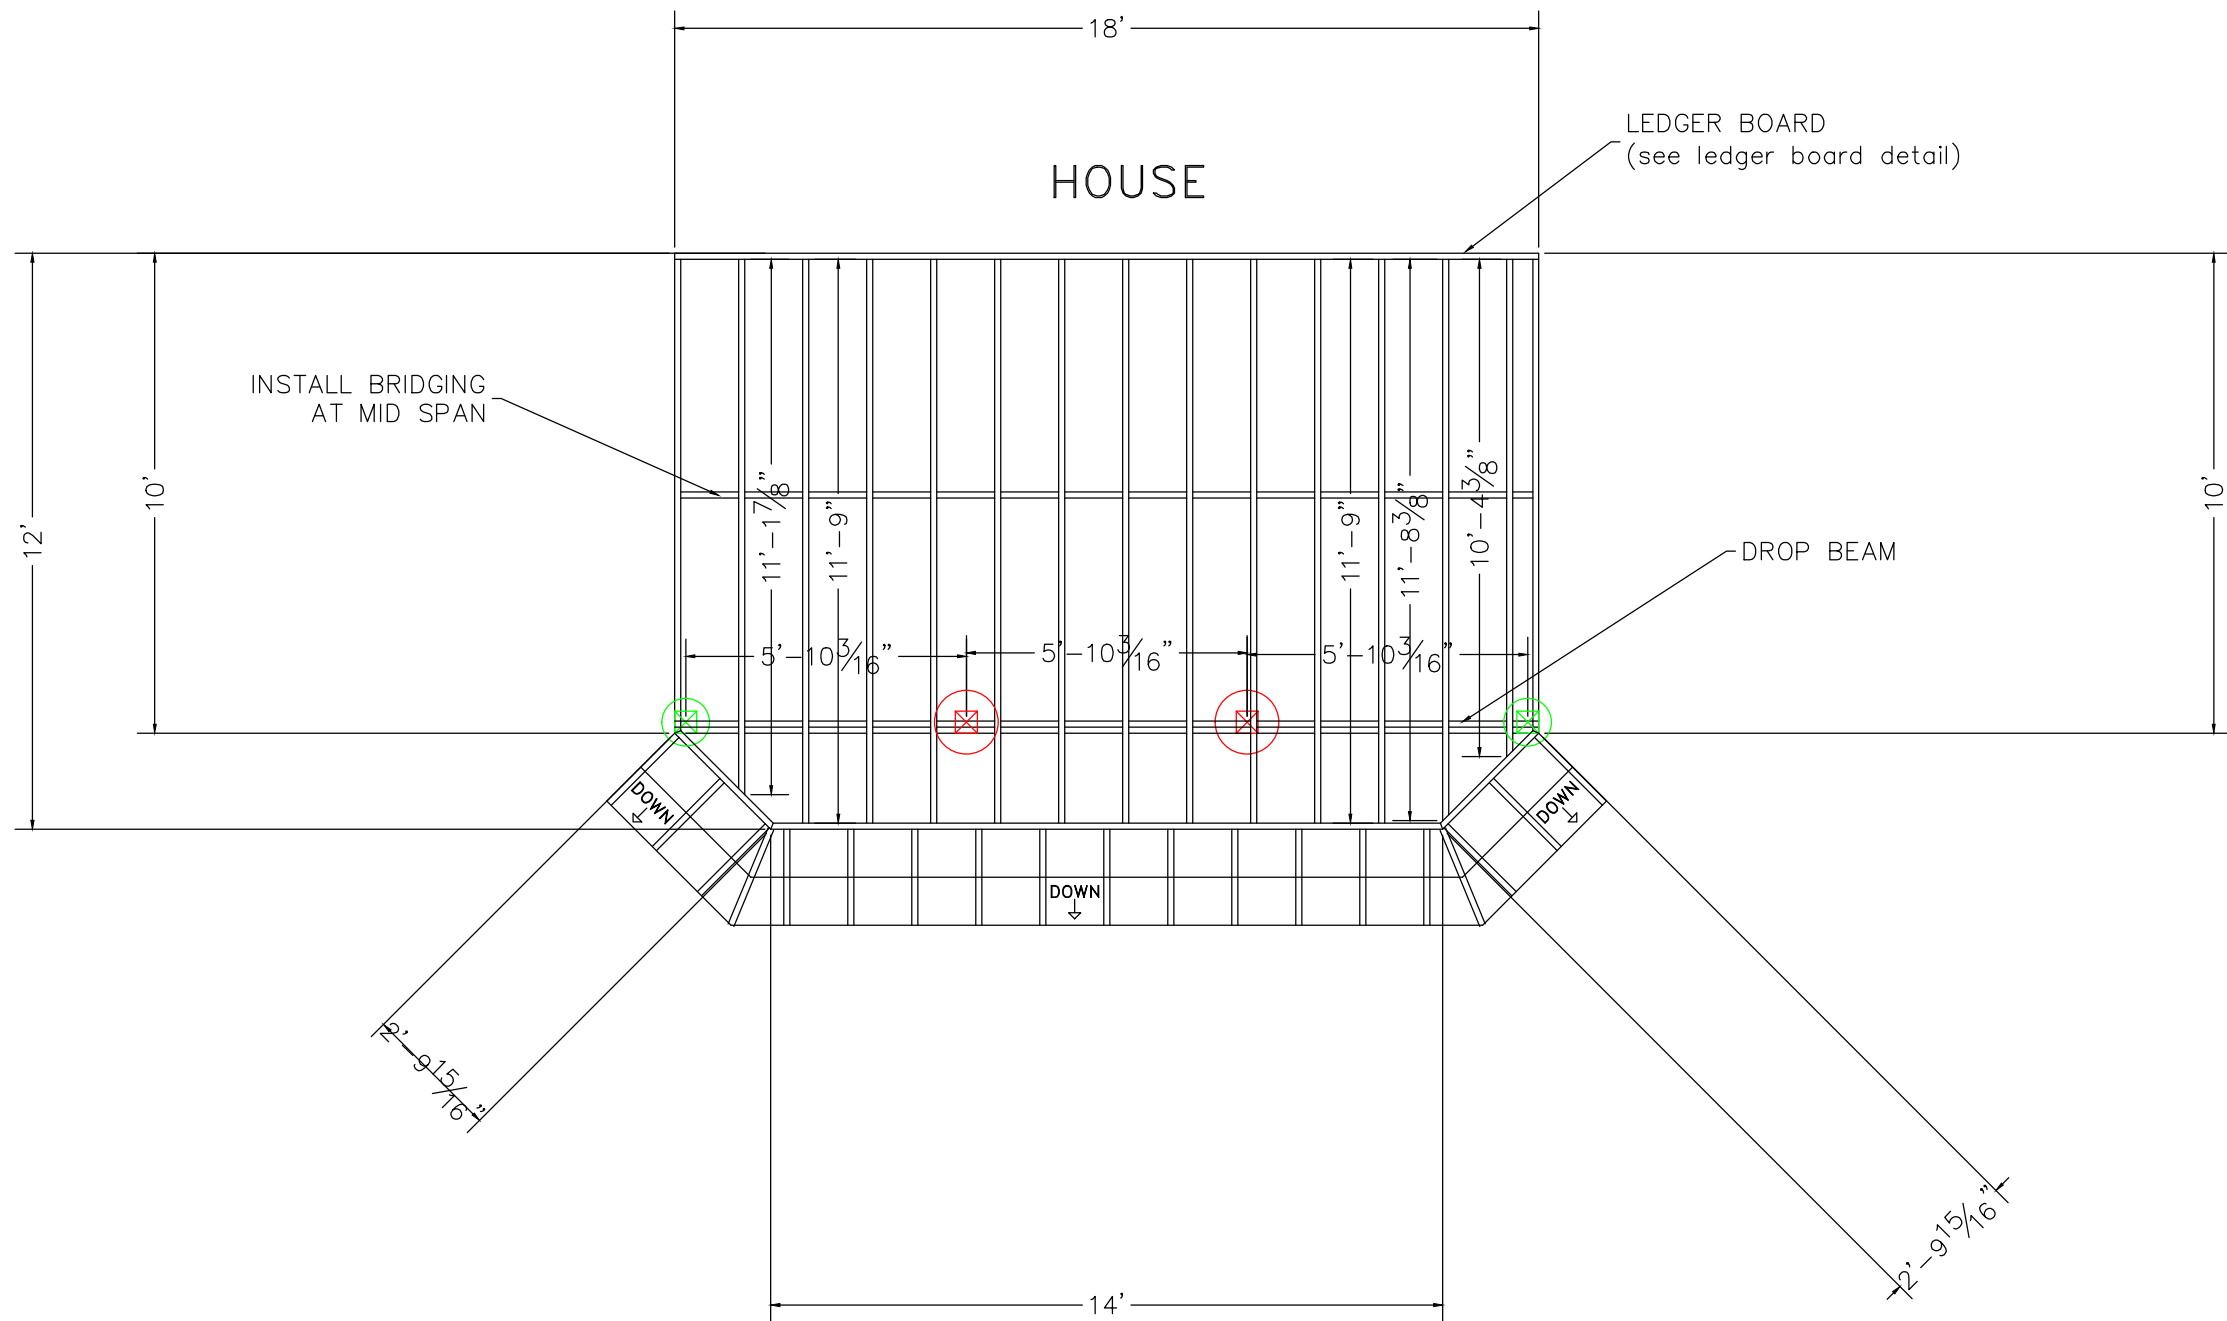 18'
LEDGER BOARD
(see ledger board detail)
HOUSE
INSTALL BRIDGING
AT MID SPAN
12'
10'
11'-1 7/8"
11'-9"
11'-9"
11'-8 3/8"
10'-4 3/8"
10'
DROP BEAM
5'-10 3/16"
5'-10 3/16"
5'-10 3/16"
DOWN
DOWN
DOWN
2'-9 15/16"
2'-9 15/16"
14'